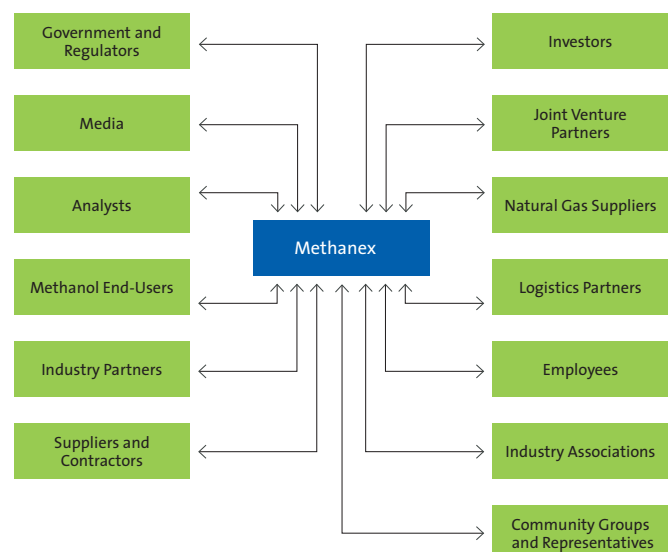 Government and
Regulators
Media
Analysts
Methanol End-Users
Industry Partners
Suppliers and
Contractors
Methanex
Investors
Joint Venture
Partners
Natural Gas Suppliers
Logistics Partners
Employees
Industry Associations
Community Groups
and Representatives